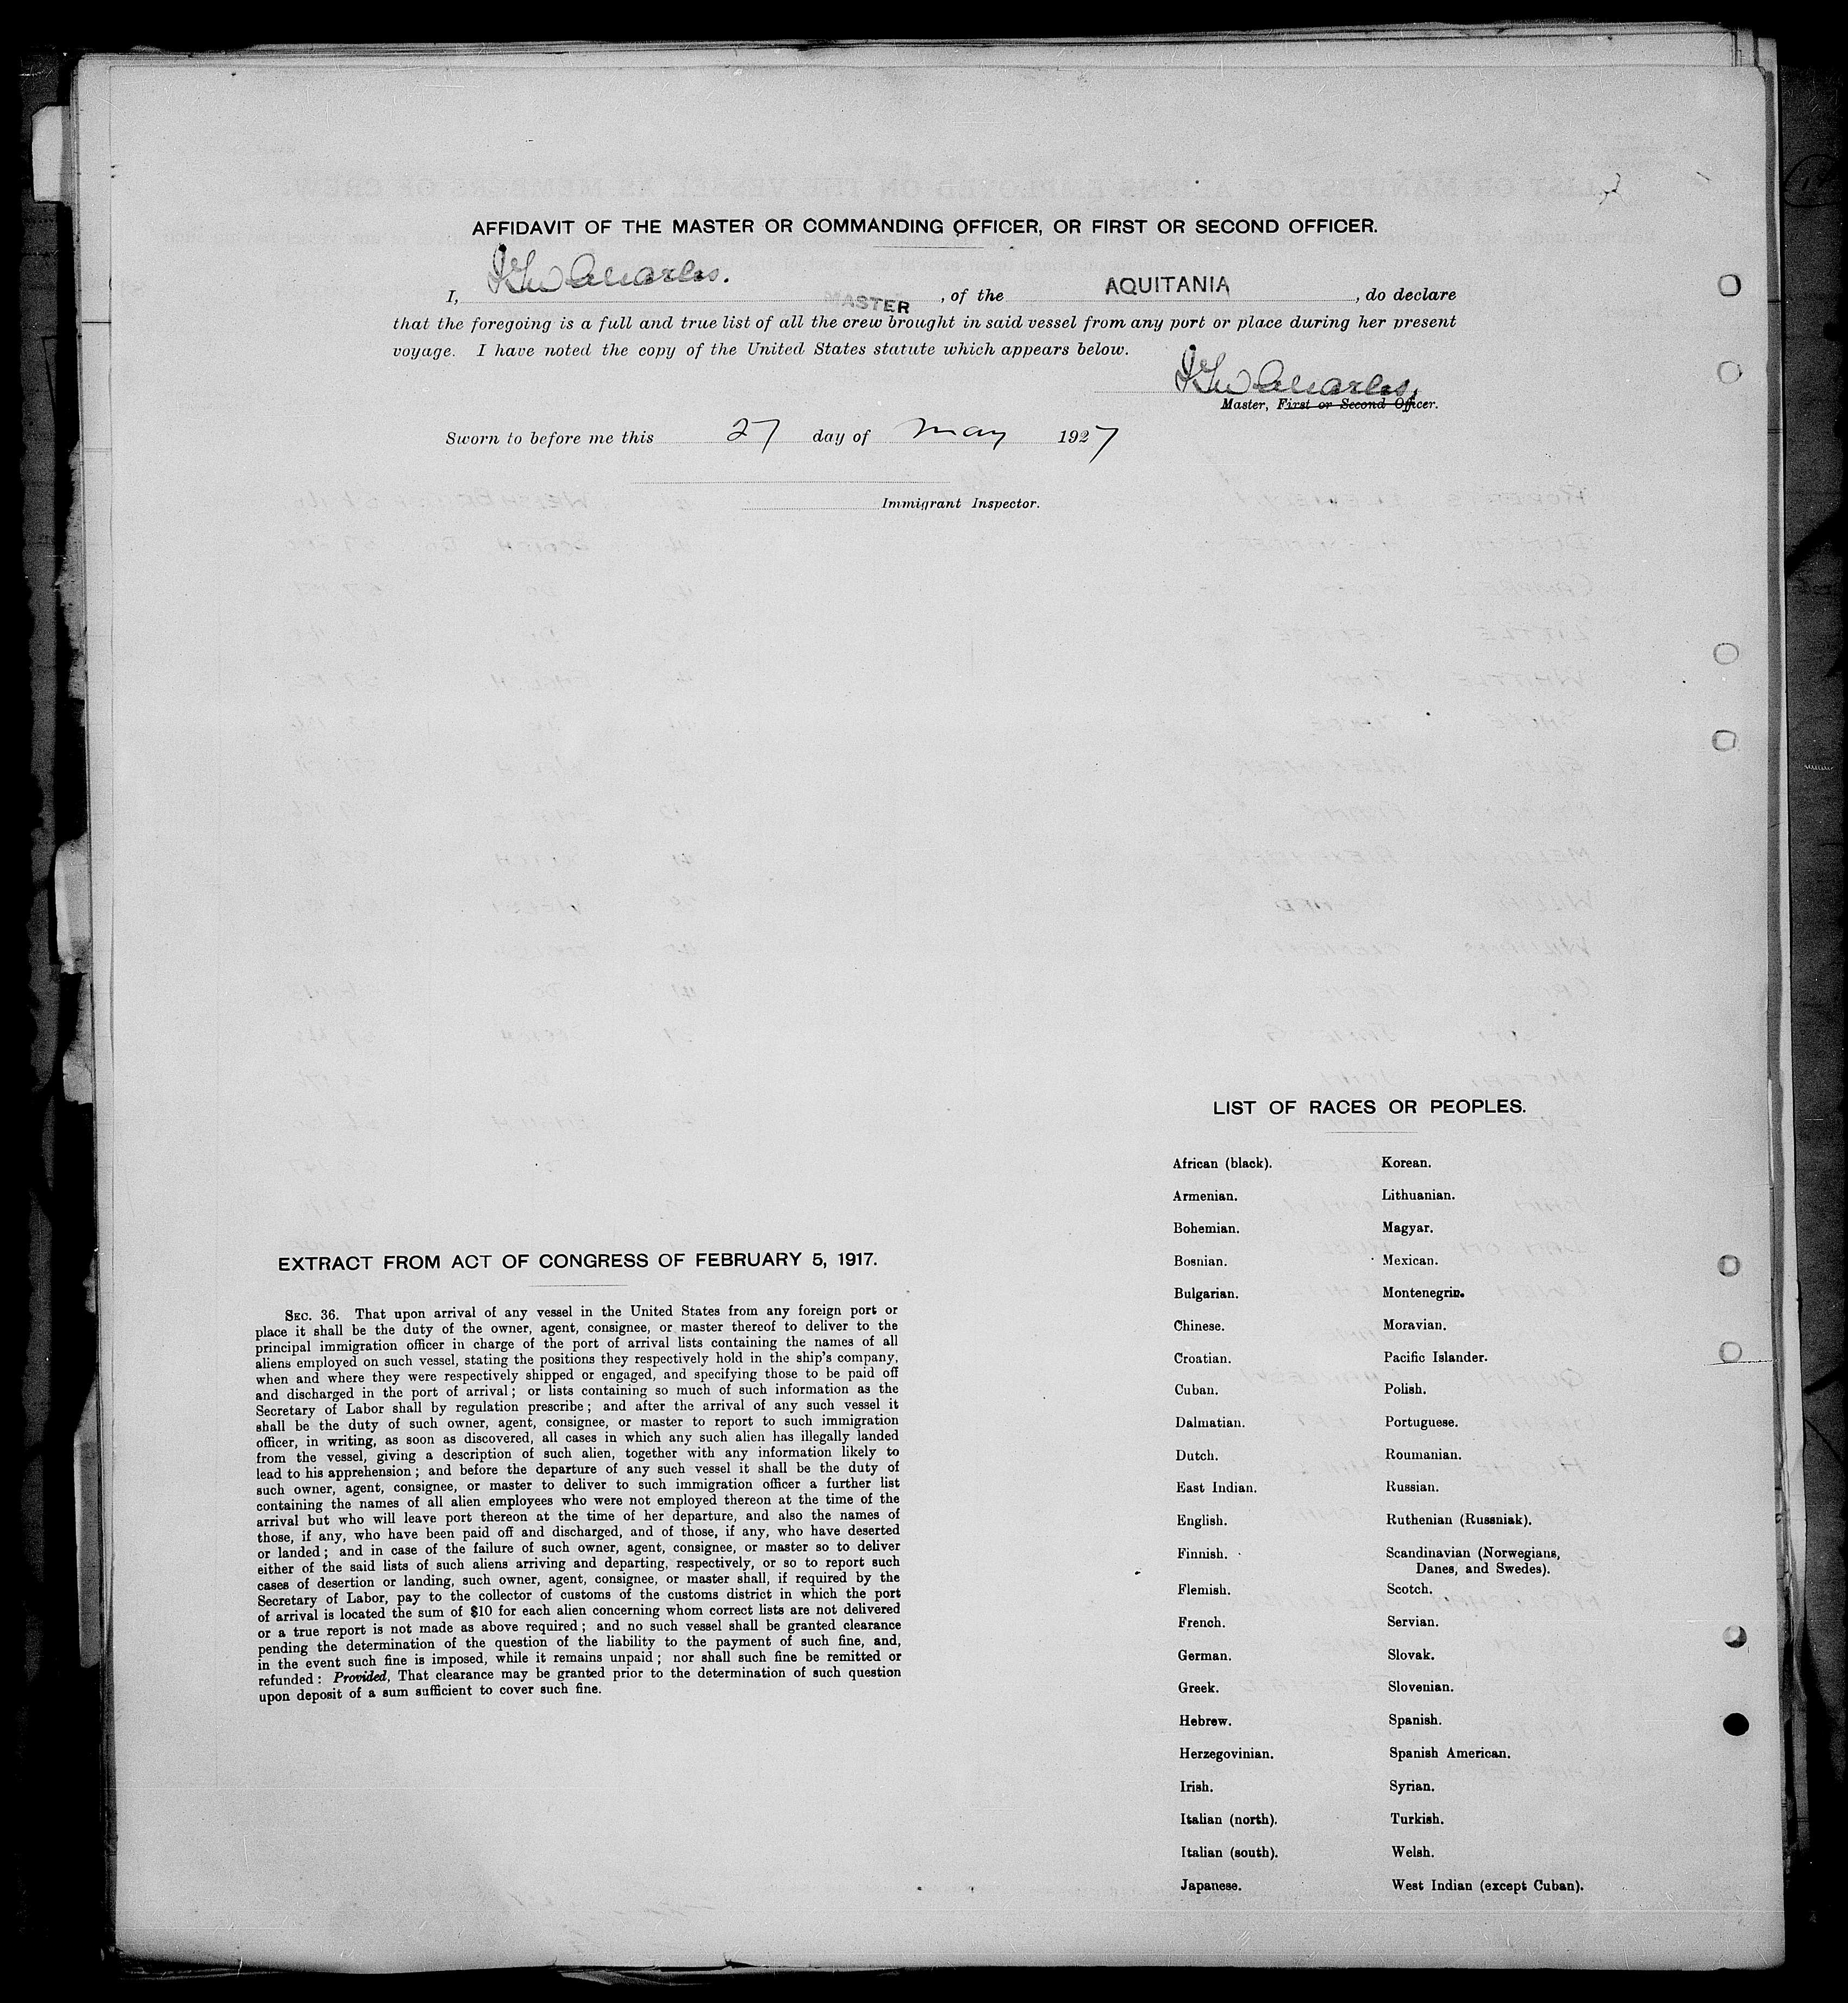 AFFIDAVIT OF THE MASTER OR COMMANDING OFFICER, OR FIRST OR SECOND OFFICER.
I, Quarles. MASTER, of the AQUITANIA, do declare
that the foregoing is a full and true list of all the crew brought in said vessel from any port or place during her present
voyage. I have noted the copy of the United States statute which appears below.
Quarles,
Master, First or Second Officer.
Sworn to before me this 27 day of May 1927
Immigrant Inspector.
LIST OF RACES OR PEOPLES.
African (black).
Armenian.
Bohemian.
Bosnian.
Bulgarian.
Chinese.
Croatian.
Cuban.
Dalmatian.
Dutch.
East Indian.
English.
Finnish.
Flemish.
French.
German.
Greek.
Hebrew.
Herzegovinian.
Irish.
Italian (north).
Italian (south).
Japanese.
Korean.
Lithuanian.
Magyar.
Mexican.
Montenegrin.
Moravian.
Pacific Islander.
Polish.
Portuguese.
Roumanian.
Russian.
Ruthenian (Russniak).
Scandinavian (Norwegians,
Danes, and Swedes).
Scotch.
Servian.
Slovak.
Slovenian.
Spanish.
Spanish American.
Syrian.
Turkish.
Welsh.
West Indian (except Cuban).
EXTRACT FROM ACT OF CONGRESS OF FEBRUARY 5, 1917.
SEC. 36. That upon arrival of any vessel in the United States from any foreign port or
place it shall be the duty of the owner, agent, consignee, or master thereof to deliver to the
principal immigration officer in charge of the port of arrival lists containing the names of all
aliens employed on such vessel, stating the positions they respectively hold in the ship's company,
when and where they were respectively shipped or engaged, and specifying those to be paid off
and discharged in the port of arrival; or lists containing so much of such information as the
Secretary of Labor shall by regulation prescribe; and after the arrival of any such vessel it
shall be the duty of such owner, agent, consignee, or master to report to such immigration
officer, in writing, as soon as discovered, all cases in which any such alien has illegally landed
from the vessel, giving a description of such alien, together with any information likely to
lead to his apprehension; and before the departure of any such vessel it shall be the duty of
such owner, agent, consignee, or master to deliver to such immigration officer a further list
containing the names of all alien employees who were not employed thereon at the time of the
arrival but who will leave port thereon at the time of her departure, and also the names of
those, if any, who have been paid off and discharged, and of those, if any, who have deserted
or landed; and in case of the failure of such owner, agent, consignee, or master so to deliver
either of the said lists of such aliens arriving and departing, respectively, or so to report such
cases of desertion or landing, such owner, agent, consignee, or master shall, if required by the
Secretary of Labor, pay to the collector of customs of the customs district in which the port
of arrival is located the sum of $10 for each alien concerning whom correct lists are not delivered
or a true report is not made as above required; and no such vessel shall be granted clearance
pending the determination of the question of the liability to the payment of such fine, and,
in the event such fine is imposed, while it remains unpaid; nor shall such fine be remitted or
refunded: Provided, That clearance may be granted prior to the determination of such question
upon deposit of a sum sufficient to cover such fine.